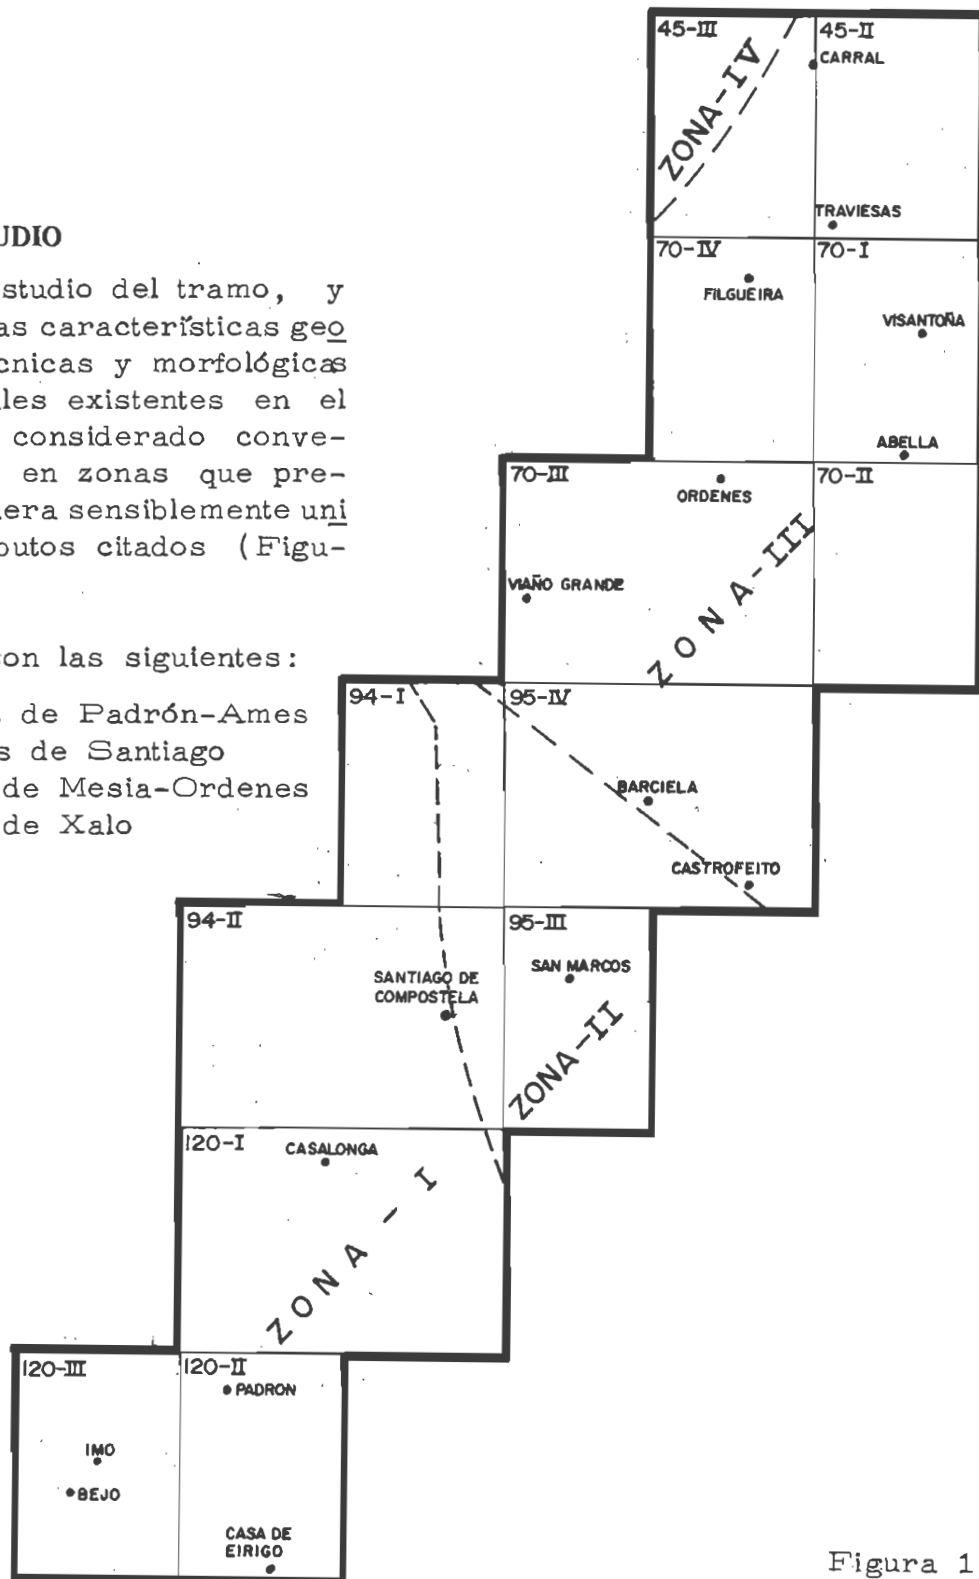 45-III
45-II
CARRAL
ZONA-IV
TRAVIESAS
UDIO
studio del tramo, y
as características geo
cnicas y morfológicas
les existentes en el
considerado conve-
en zonas que pre-
era sensiblemente uni
outos citados (Figu-
on las siguientes:
de Padrón-Ames
s de Santiago
de Mesia-Ordenes
de Xalo
70-IV
70-I
FILGUEIRA
VISANTOÑA
ABELLA
70-III
70-II
ORDENES
VIAÑO GRANDE
ZONA-III
94-I
95-IV
BARCIELA
CASTROFEITO
94-II
95-III
SAN MARCOS
SANTIAGO DE
COMPOSTELA
ZONA-II
120-I
CASALONGA
ZONA - I
120-III
120-II
PADRON
IMO
BEJO
CASA DE
EIRIGO
Figura 1